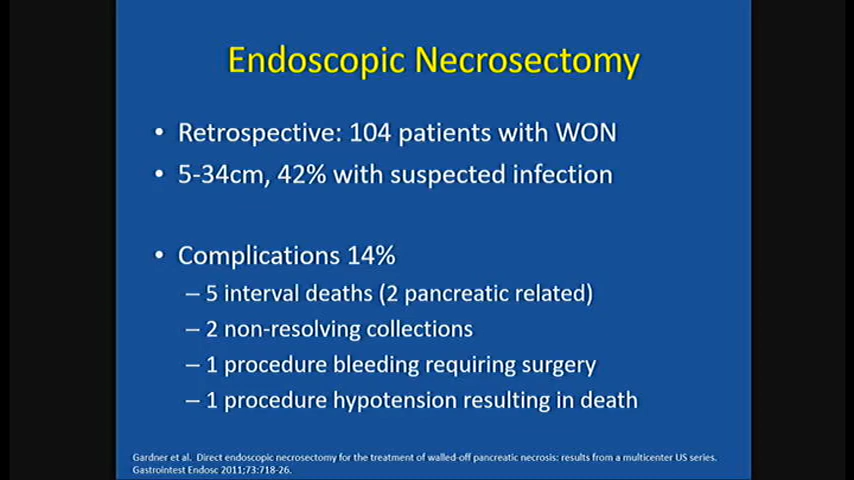 Endoscopic Necrosectomy
• Retrospective: 104 patients with WON
• 5-34cm, 42% with suspected infection
• Complications 14%
– 5 interval deaths (2 pancreatic related)
– 2 non-resolving collections
– 1 procedure bleeding requiring surgery
– 1 procedure hypotension resulting in death
Gardner et al. Direct endoscopic necrosectomy for the treatment of walled-off pancreatic necrosis: results from a multicenter US series.
Gastrointest Endosc 2011;73:718-26.